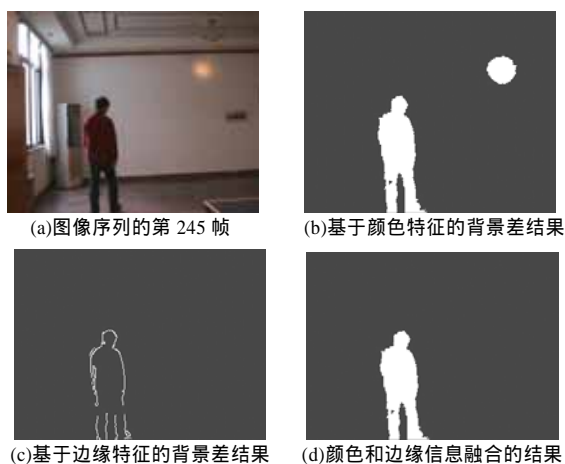 (a)图像序列的第 245 帧
(b)基于颜色特征的背景差结果
(c)基于边缘特征的背景差结果
(d)颜色和边缘信息融合的结果